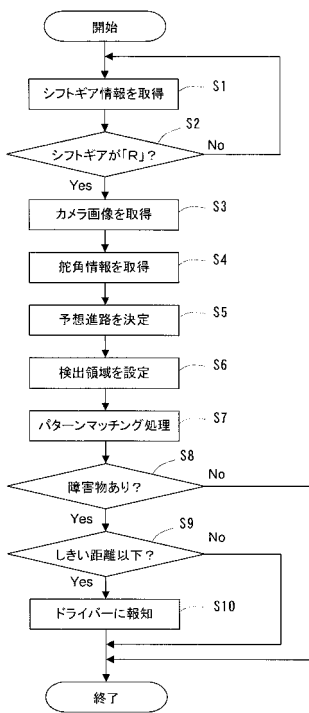 開始
シフトギア情報を取得
S1
シフトギアが「R」?
S2
No
Yes
カメラ画像を取得
S3
舵角情報を取得
S4
予想進路を決定
S5
検出領域を設定
S6
パターンマッチング処理
S7
障害物あり?
S8
No
Yes
しきい距離以下?
S9
No
Yes
ドライバーに報知
S10
終了